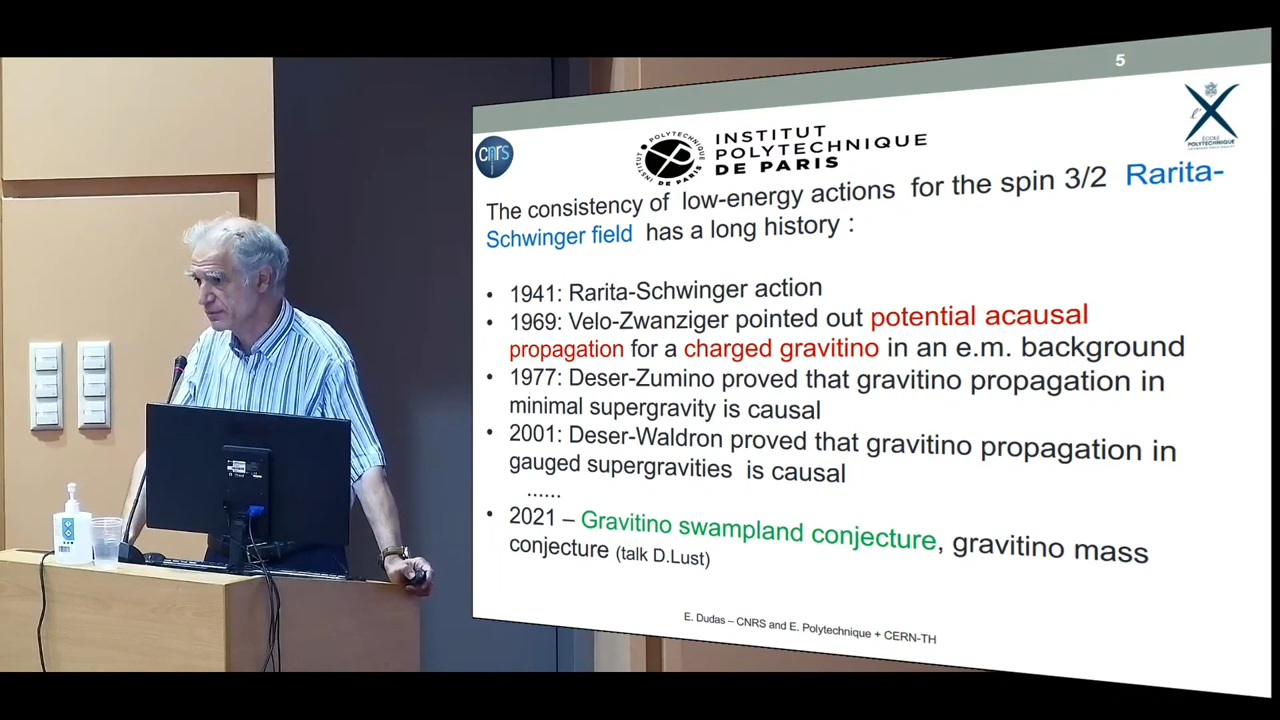 5
cnrs
INSTITUT
POLYTECHNIQUE
DE PARIS
ÉCOLE
POLYTECHNIQUE
The consistency of low-energy actions for the spin 3/2 Rarita-
Schwinger field has a long history :
• 1941: Rarita-Schwinger action
• 1969: Velo-Zwanziger pointed out potential acausal
propagation for a charged gravitino in an e.m. background
• 1977: Deser-Zumino proved that gravitino propagation in
minimal supergravity is causal
• 2001: Deser-Waldron proved that gravitino propagation in
gauged supergravities is causal
......
• 2021 – Gravitino swampland conjecture, gravitino mass
conjecture (talk D.Lust)
E. Dudas – CNRS and E. Polytechnique + CERN-TH